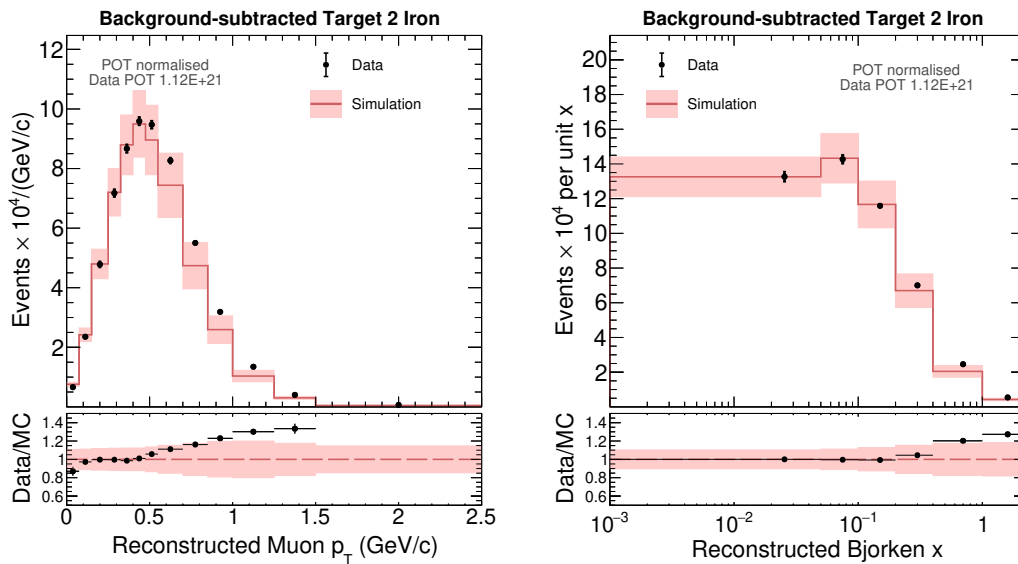 Background-subtracted Target 2 Iron
Events × 10⁴/(GeV/c)
12
10
8
6
4
2
POT normalised
Data POT 1.12E+21
Data
Simulation
Data/MC
1.4
1.2
1
0.8
0.6
0 0.5 1 1.5 2 2.5
Reconstructed Muon p_T (GeV/c)
Background-subtracted Target 2 Iron
Events × 10⁴ per unit x
20
18
16
14
12
10
8
6
4
2
Data
Simulation
POT normalised
Data POT 1.12E+21
Data/MC
1.4
1.2
1
0.8
0.6
10⁻³ 10⁻² 10⁻¹ 1
Reconstructed Bjorken x